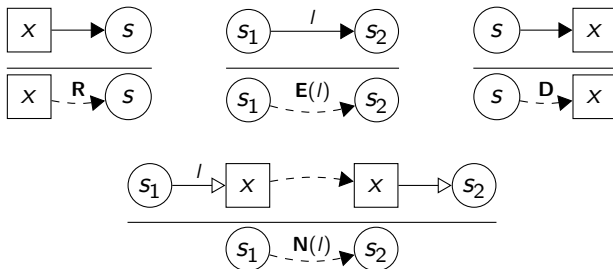 x s l s₁ s₂ s x
x R s s₁ E(l) s₂ s D x
s₁ l x x s₂
s₁ N(l) s₂